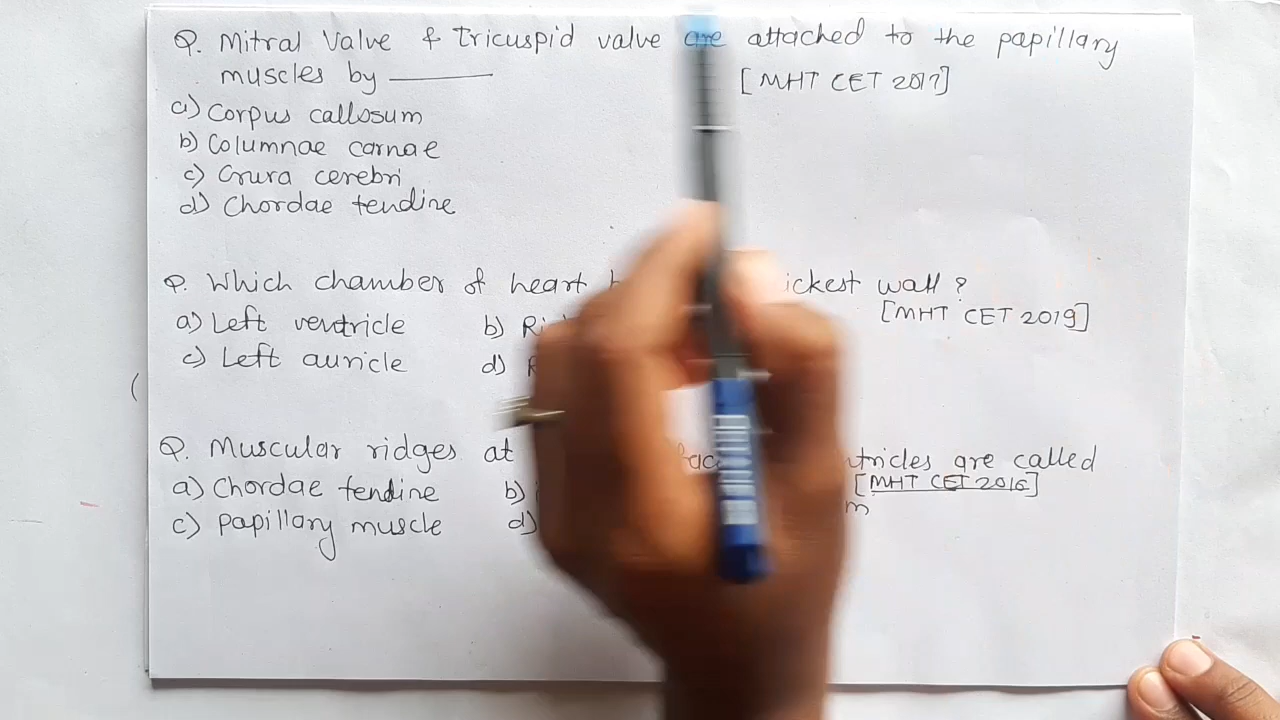 Q. Mitral Valve & tricuspid valve are attached to the papillary
muscles by ______ [MHT CET 2017]
a) Corpus callosum
b) Columnae carnae
c) Crura cerebri
d) Chordae tendine
Q. Which chamber of heart ickest wall ?
[MHT CET 2019]
a) Left ventricle b) Ri
c) Left auricle d) R
Q. Muscular ridges at ntricles are called
[MHT CET 2016]
a) Chordae tendine b)
c) Papillary muscle d) m